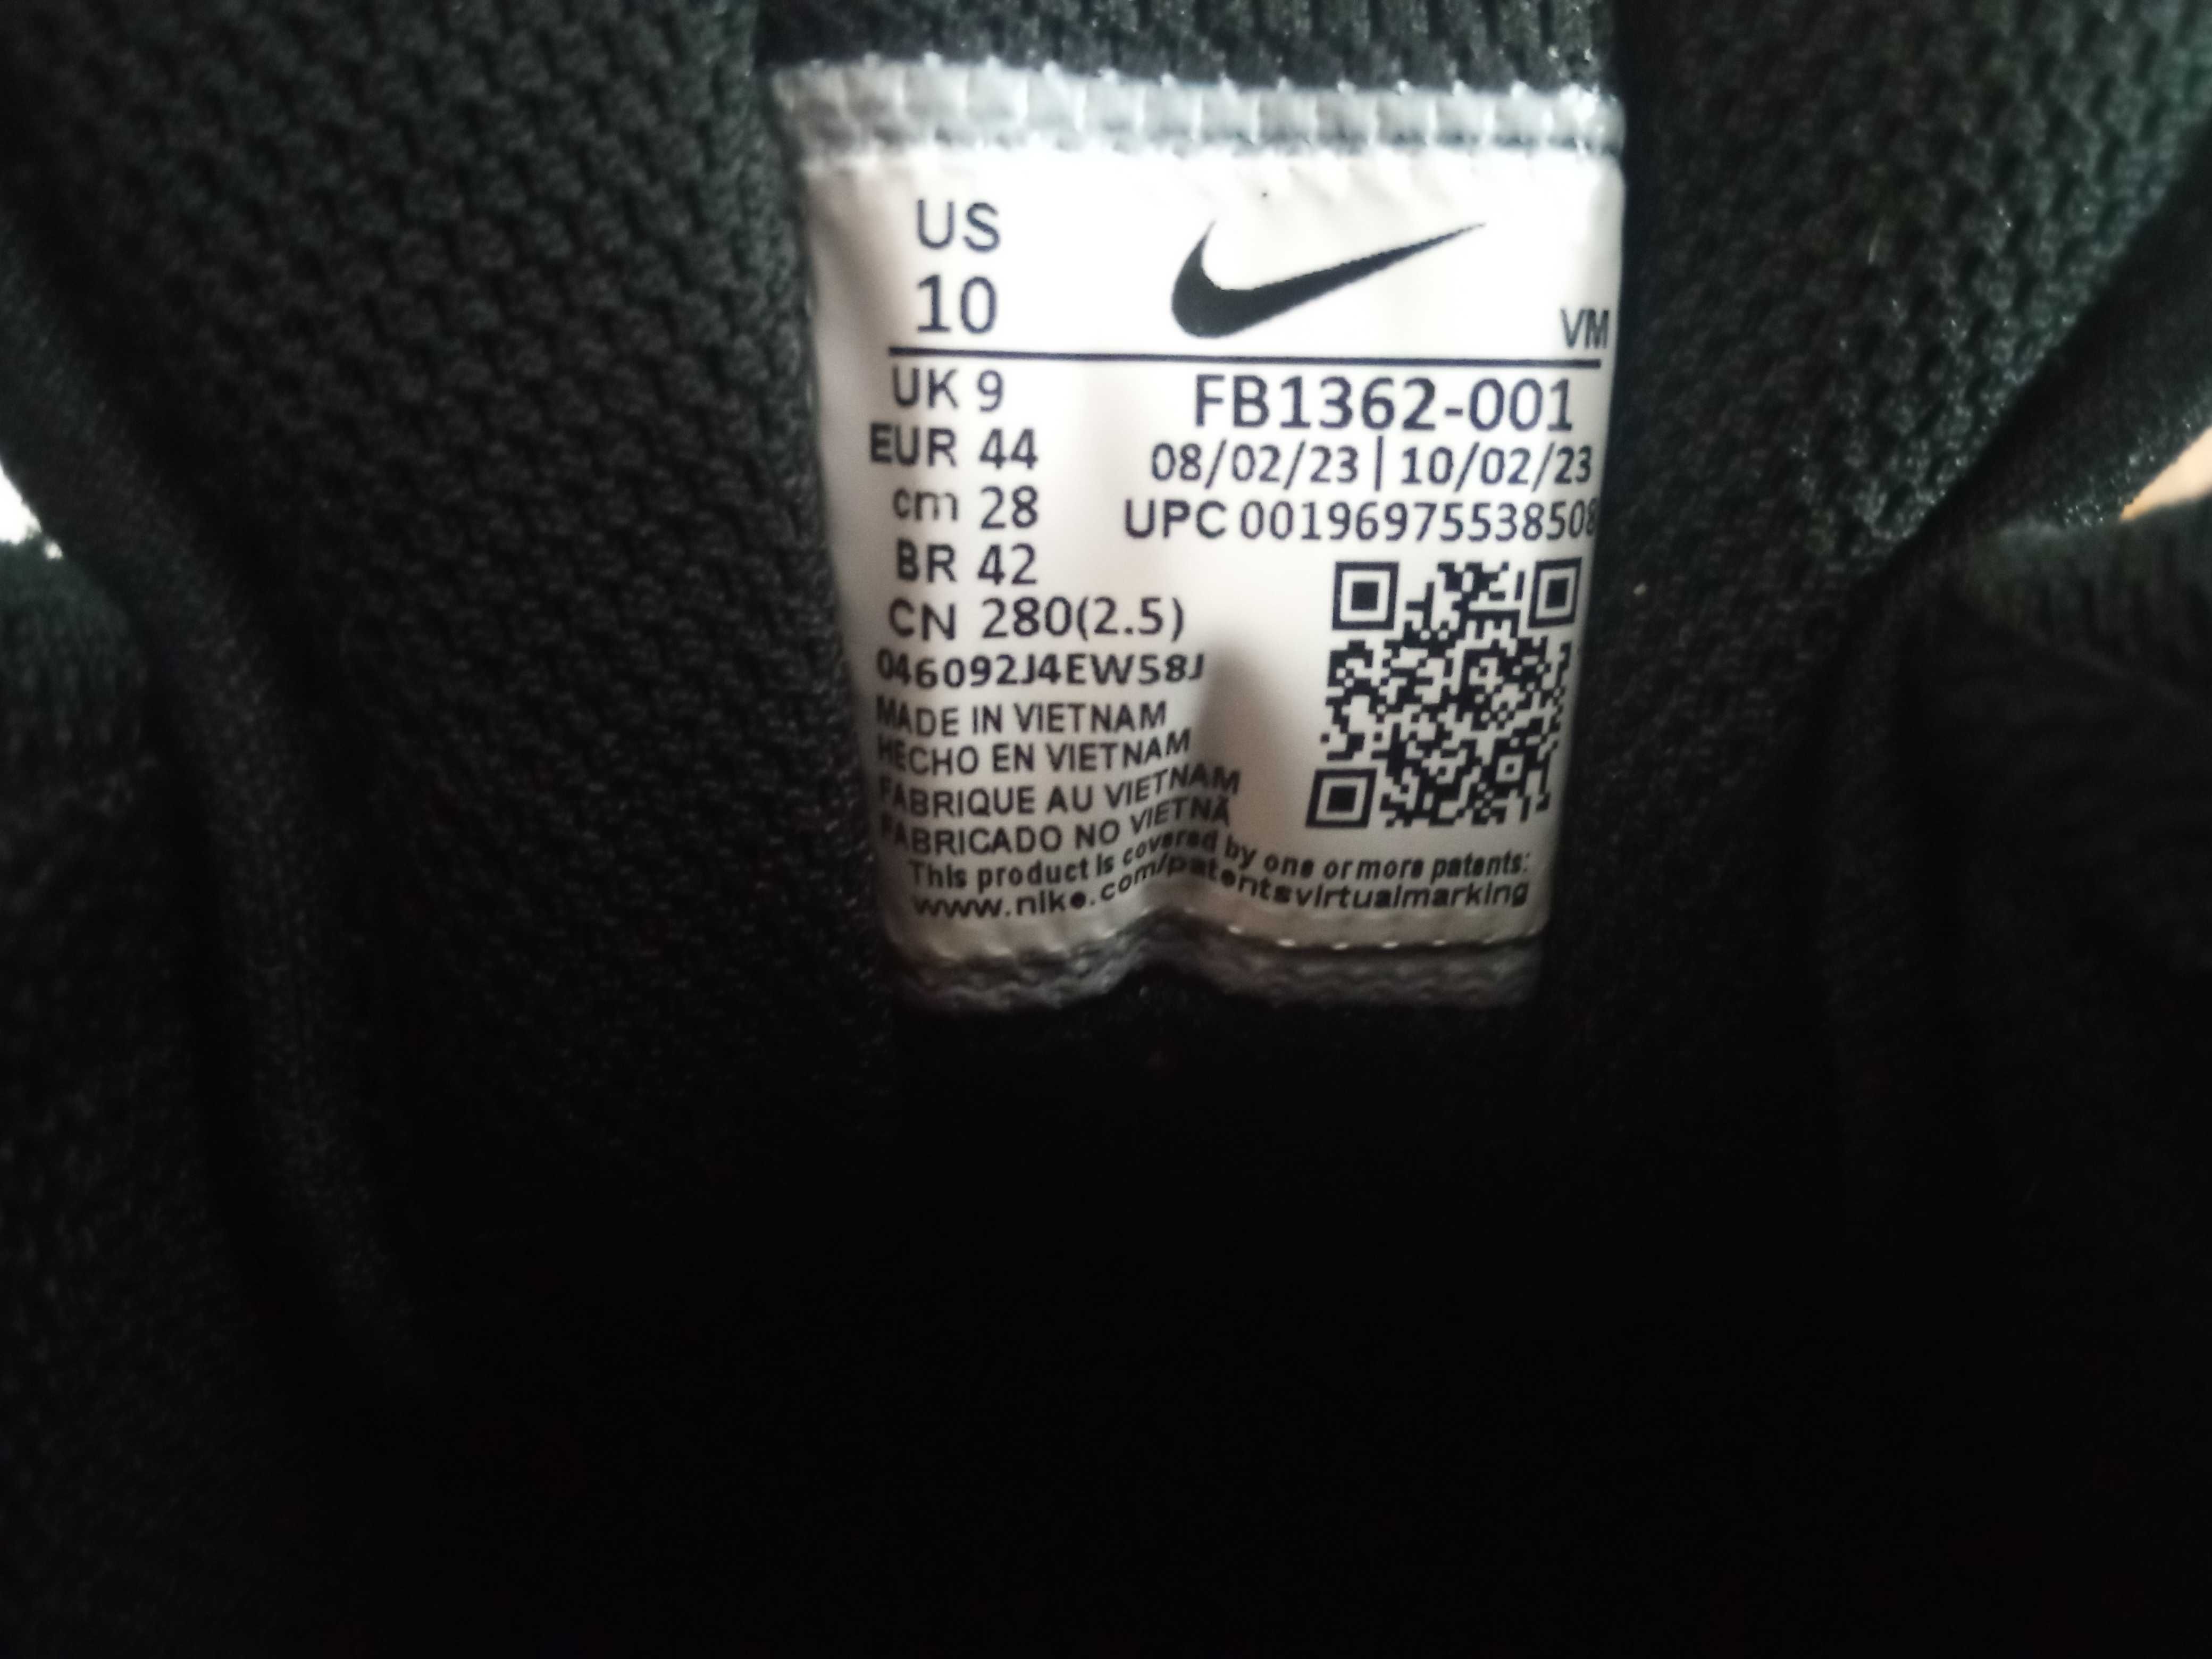 US
10
VM
UK 9
EUR 44
cm 28
BR 42
CN 280(2.5)
FB1362-001
08/02/23 | 10/02/23
UPC 00196975538508
046092J4EW58J
MADE IN VIETNAM
HECHO EN VIETNAM
FABRIQUE AU VIETNAM
FABRICADO NO VIETNÃ
This product is covered by one or more patents:
www.nike.com/patentsvirtualmarking